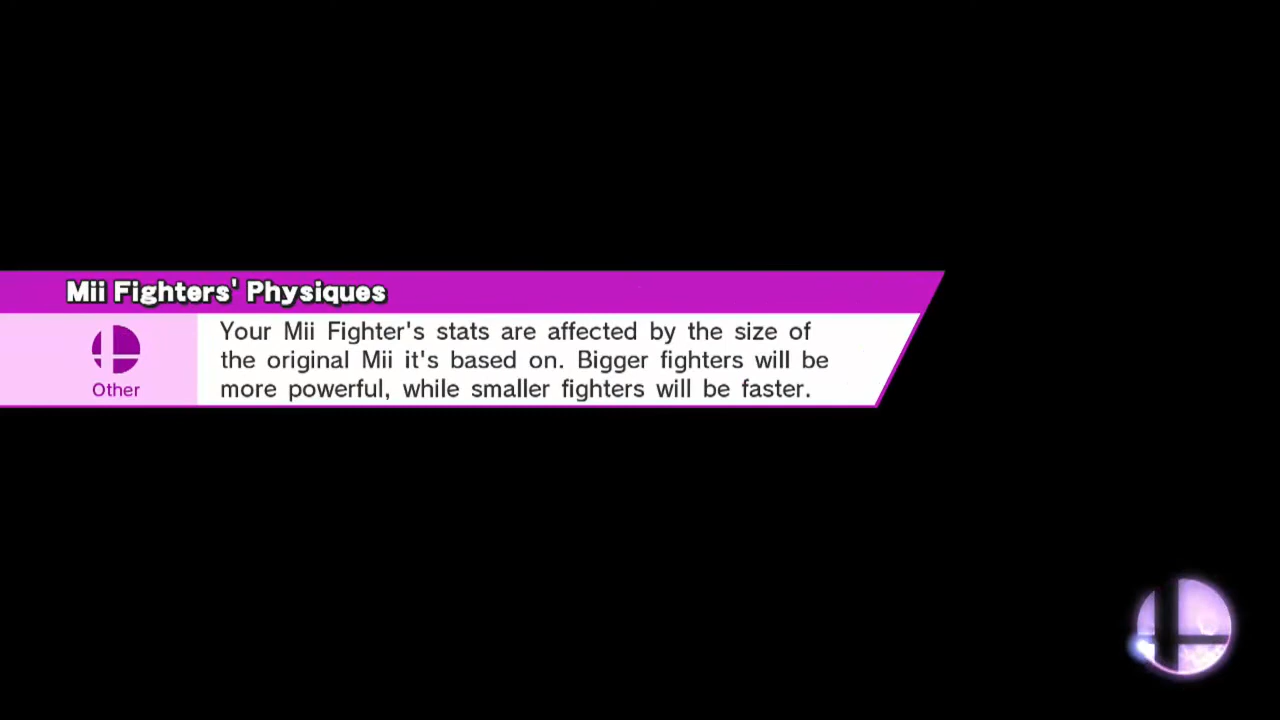 Mii Fighters' Physiques
Other
Your Mii Fighter's stats are affected by the size of
the original Mii it's based on. Bigger fighters will be
more powerful, while smaller fighters will be faster.